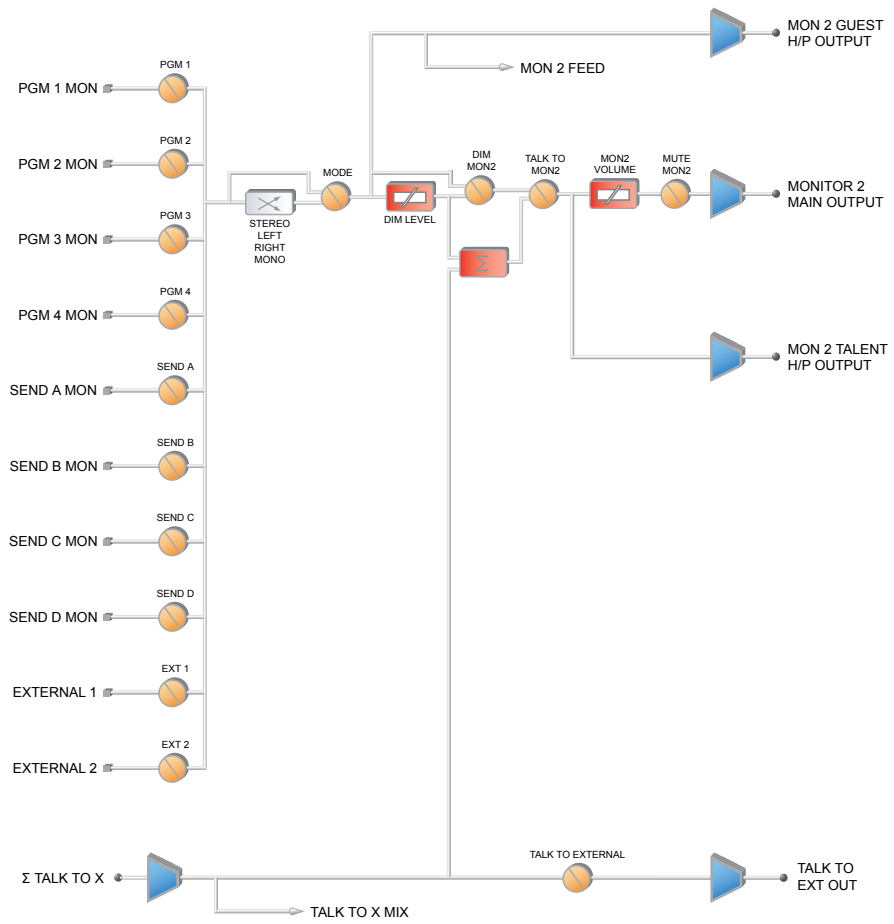 MON 2 GUEST
H/P OUTPUT
MON 2 FEED
PGM 1
PGM 1 MON
PGM 2
PGM 2 MON
MODE
STEREO
LEFT
RIGHT
MONO
DIM LEVEL
DIM
MON2
TALK TO
MON2
MON2
VOLUME
MUTE
MON2
MONITOR 2
MAIN OUTPUT
PGM 3
PGM 3 MON
Σ
PGM 4
PGM 4 MON
MON 2 TALENT
H/P OUTPUT
SEND A
SEND A MON
SEND B
SEND B MON
SEND C
SEND C MON
SEND D
SEND D MON
EXT 1
EXTERNAL 1
EXT 2
EXTERNAL 2
Σ TALK TO X
TALK TO X MIX
TALK TO EXTERNAL
TALK TO
EXT OUT